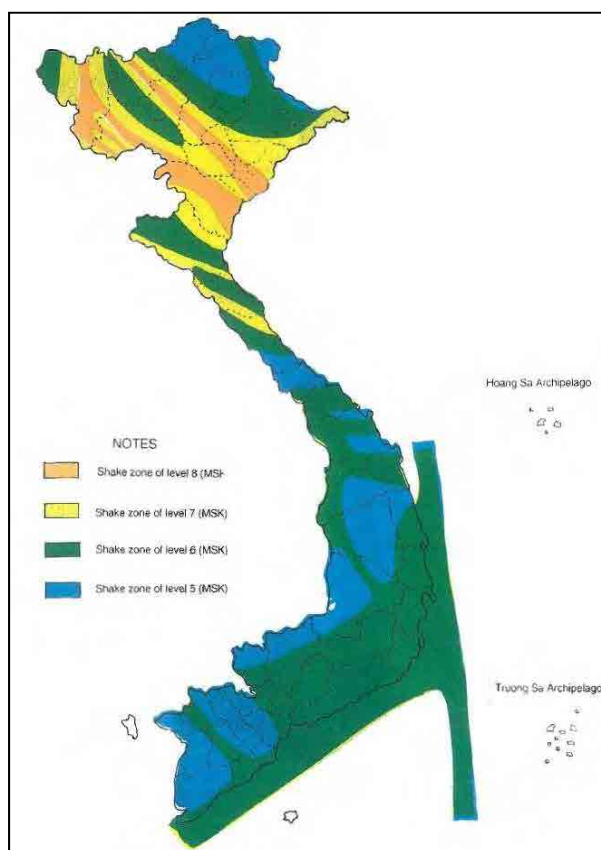 Hoang Sa Archipelago
NOTES
Shake zone of level 8 (MSK
Shake zone of level 7 (MSK)
Shake zone of level 6 (MSK)
Shake zone of level 5 (MSK)
Truong Sa Archipelago